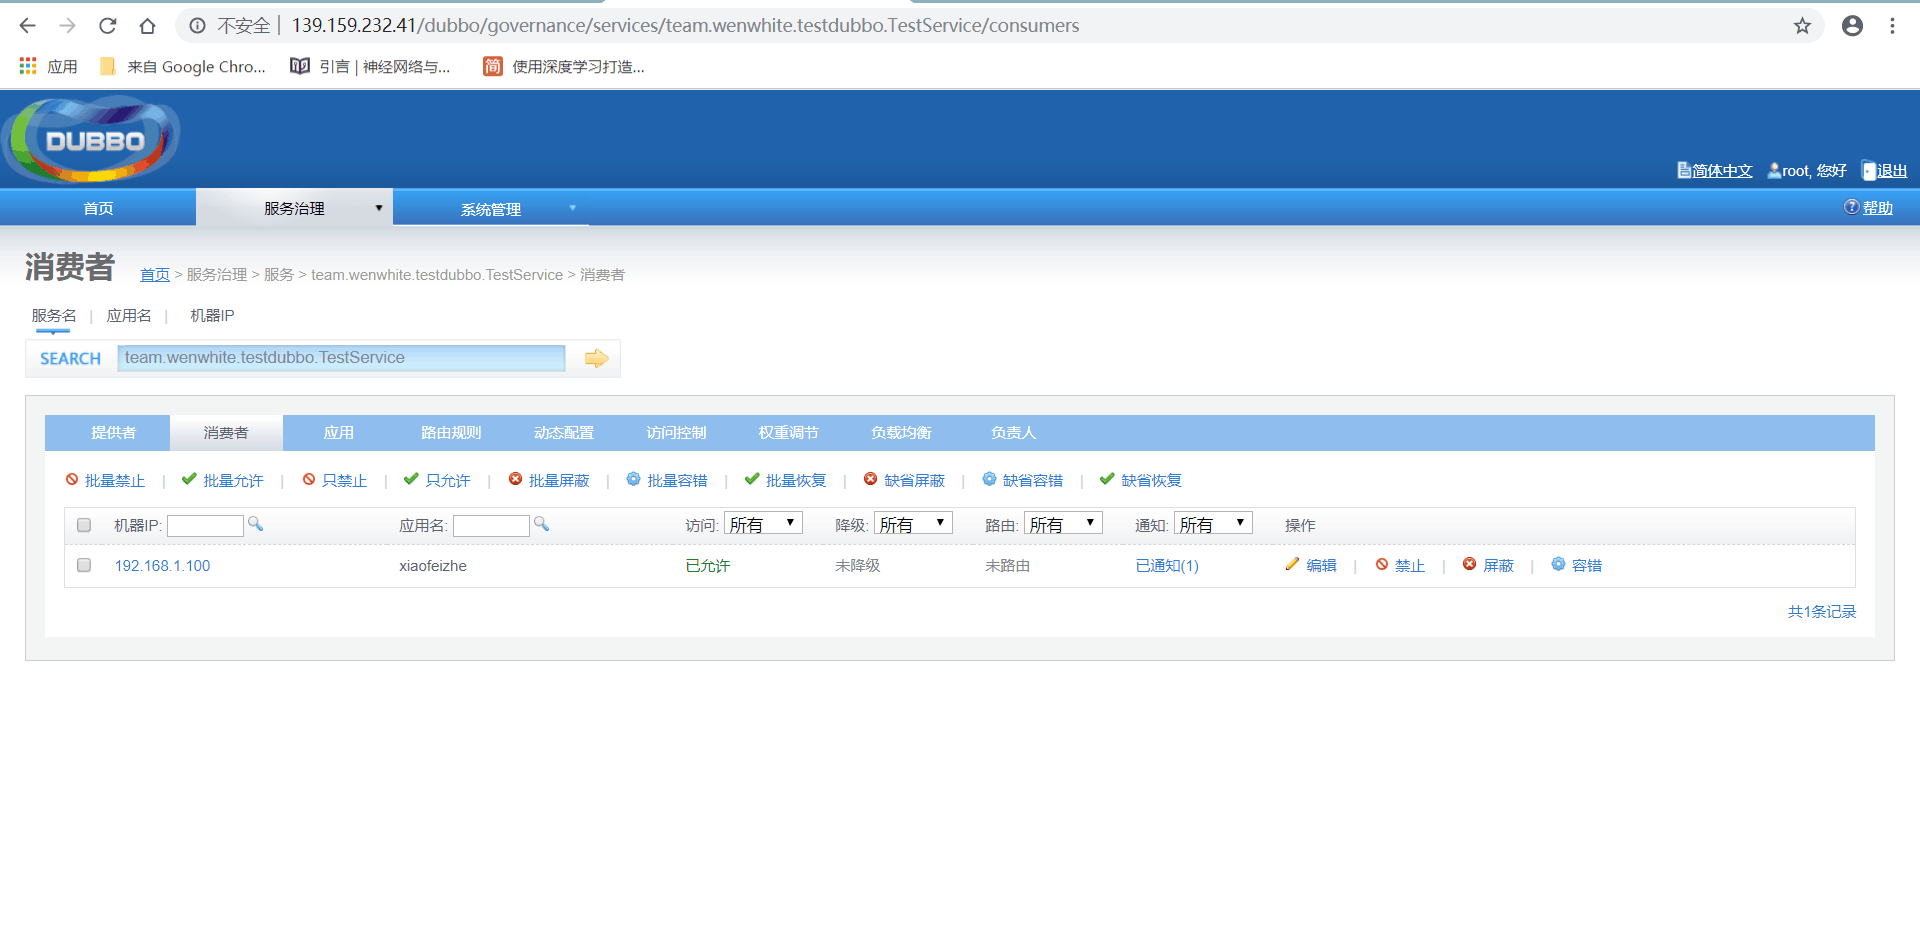 不安全 | 139.159.232.41/dubbo/governance/services/team.wenwhite.testdubbo.TestService/consumers
应用 来自 Google Chro... 引言 | 神经网络与... 简 使用深度学习打造...
DUBBO
简体中文 root, 您好 退出
首页 服务治理 系统管理 帮助
消费者 首页 > 服务治理 > 服务 > team.wenwhite.testdubbo.TestService > 消费者
服务名 | 应用名 | 机器IP
SEARCH team.wenwhite.testdubbo.TestService
提供者 消费者 应用 路由规则 动态配置 访问控制 权重调节 负载均衡 负责人
批量禁止 | 批量允许 | 只禁止 | 只允许 | 批量屏蔽 | 批量容错 | 批量恢复 | 缺省屏蔽 | 缺省容错 | 缺省恢复
机器IP: 应用名: 访问: 所有 降级: 所有 路由: 所有 通知: 所有 操作
192.168.1.100 xiaofeizhe 已允许 未降级 未路由 已通知(1) 编辑 | 禁止 | 屏蔽 | 容错
共1条记录